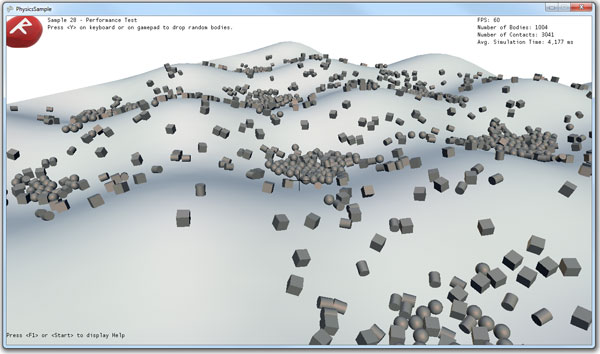 PhysicsSample
Sample 28 - Performance Test
Press <Y> on keyboard or on gamepad to drop random bodies.
FPS: 60
Number of Bodies: 1004
Number of Contacts: 3041
Avg. Simulation time: 4,177 ms
Press <F1> or <Start> to display Help